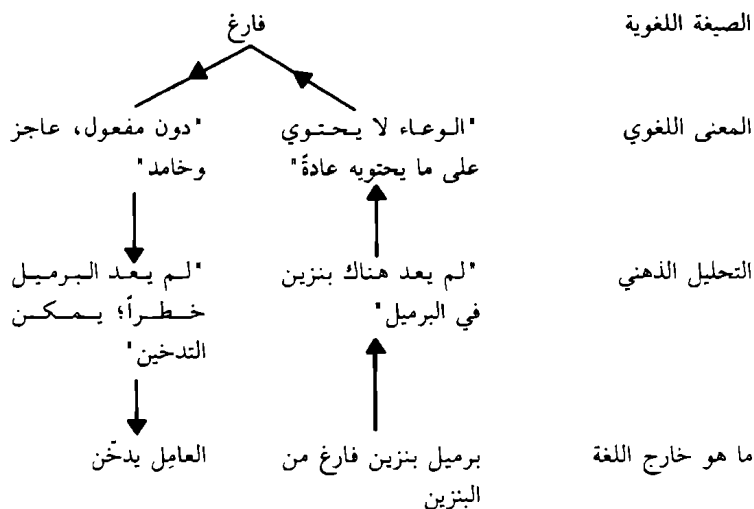 الصيغة اللغوية
فارغ
المعنى اللغوي
"الوعاء لا يحتوي
على ما يحتويه عادةً"
"دون مفعول، عاجز
وخامد"
التحليل الذهني
"لم يعد هناك بنزين
في البرميل"
"لم يعد البرميل
خطراً؛ يمكن
التدخين"
ما هو خارج اللغة
برميل بنزين فارغ من
البنزين
العامِل يدخّن